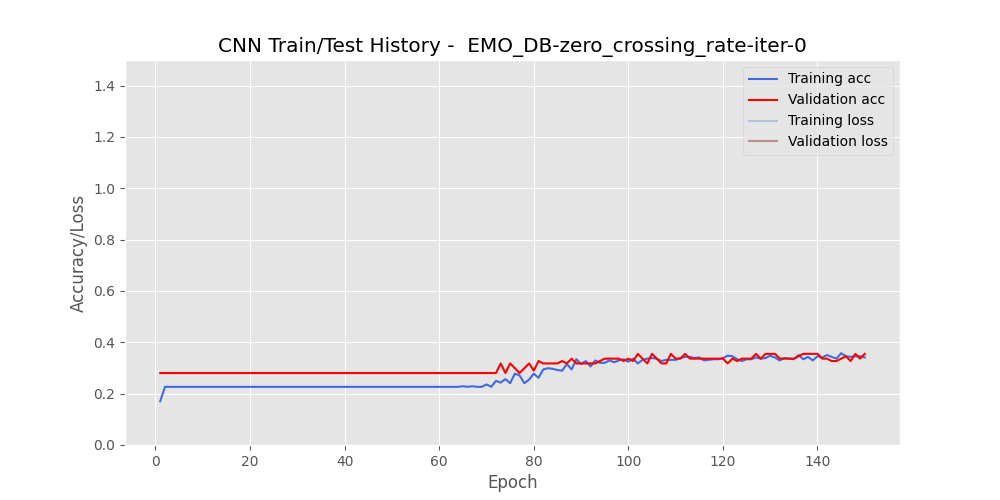 CNN Train/Test History -  EMO_DB-zero_crossing_rate-iter-0
Training acc
Validation acc
Training loss
Validation loss
Accuracy/Loss
1.4
1.2
1.0
0.8
0.6
0.4
0.2
0.0
0 20 40 60 80 100 120 140
Epoch